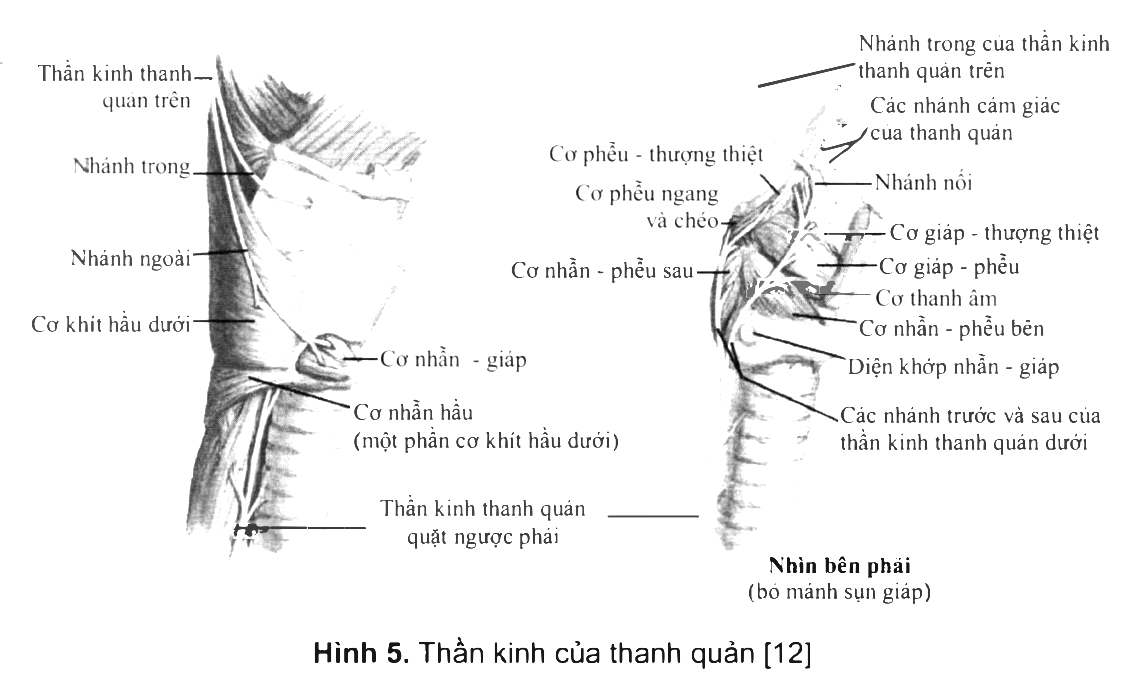 Thần kinh thanh
quản trên
Nhánh trong
Nhánh ngoài
Cơ khít hầu dưới
Cơ nhẫn - giáp
Cơ nhẫn hầu
(một phần cơ khít hầu dưới)
Thần kinh thanh quản
quặt ngược phải
Nhánh trong của thần kinh
thanh quản trên
Các nhánh cảm giác
của thanh quản
Cơ phễu - thượng thiệt
Nhánh nối
Cơ phễu ngang
và chéo
Cơ giáp - thượng thiệt
Cơ nhẫn - phễu sau
Cơ giáp - phễu
Cơ thanh âm
Cơ nhẫn - phễu bên
Diện khớp nhẫn - giáp
Các nhánh trước và sau của
thần kinh thanh quản dưới
Nhìn bên phải
(bỏ mảnh sụn giáp)
Hình 5. Thần kinh của thanh quản [12]